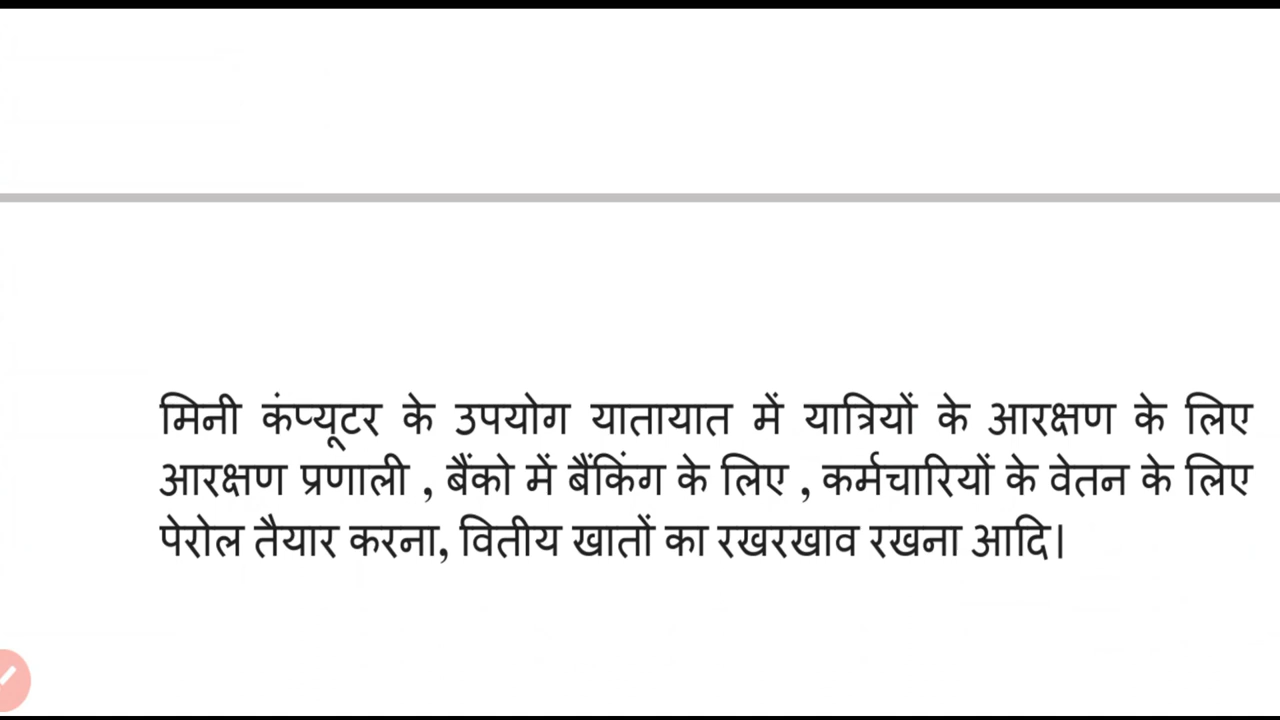 मिनी कंप्यूटर के उपयोग यातायात में यात्रियों के आरक्षण के लिए
आरक्षण प्रणाली , बैंको में बैंकिंग के लिए , कर्मचारियों के वेतन के लिए
पेरोल तैयार करना, वितीय खातों का रखरखाव रखना आदि।